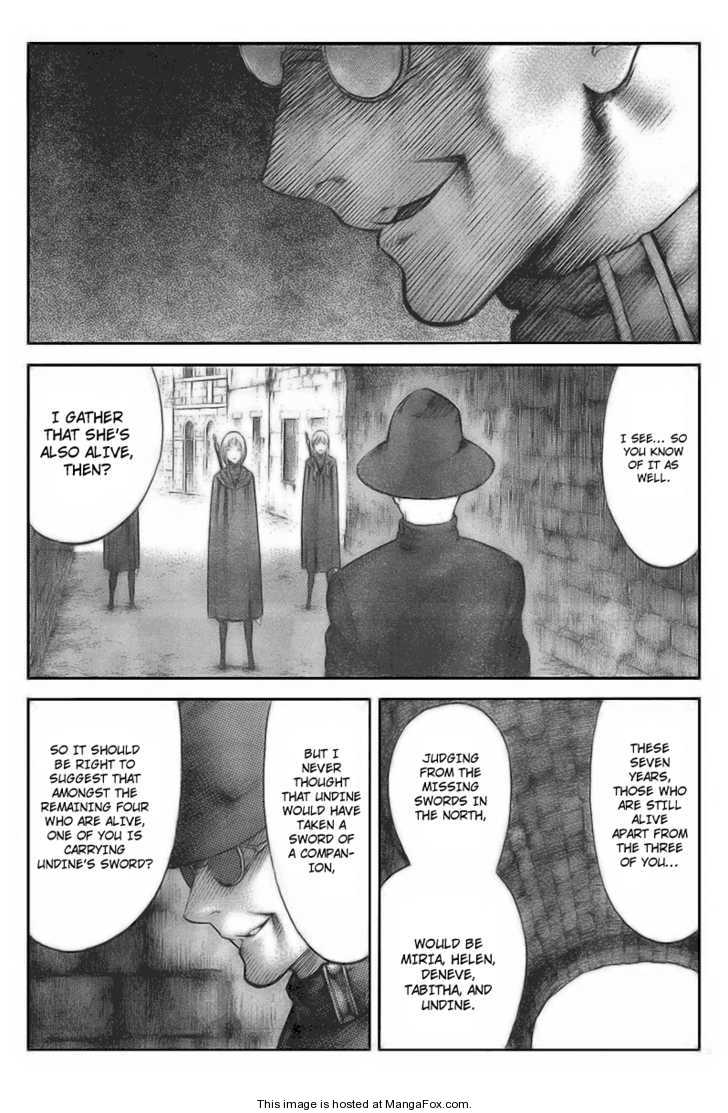 I SEE... SO
YOU KNOW
OF IT AS
WELL.
I GATHER
THAT SHE'S
ALSO ALIVE,
THEN?
THESE
SEVEN
YEARS,
THOSE WHO
ARE STILL
ALIVE
APART FROM
THE THREE
OF YOU...
JUDGING
FROM THE
MISSING
SWORDS IN
THE NORTH,
WOULD BE
MIRIA, HELEN,
DENEVE,
TABITHA, AND
UNDINE.
BUT I
NEVER
THOUGHT
THAT UNDINE
WOULD HAVE
TAKEN A
SWORD OF
A COMPAN-
ION,
SO IT SHOULD
BE RIGHT TO
SUGGEST THAT
AMONGST THE
REMAINING FOUR
WHO ARE ALIVE,
ONE OF YOU IS
CARRYING
UNDINE'S SWORD?
This image is hosted at MangaFox.com.